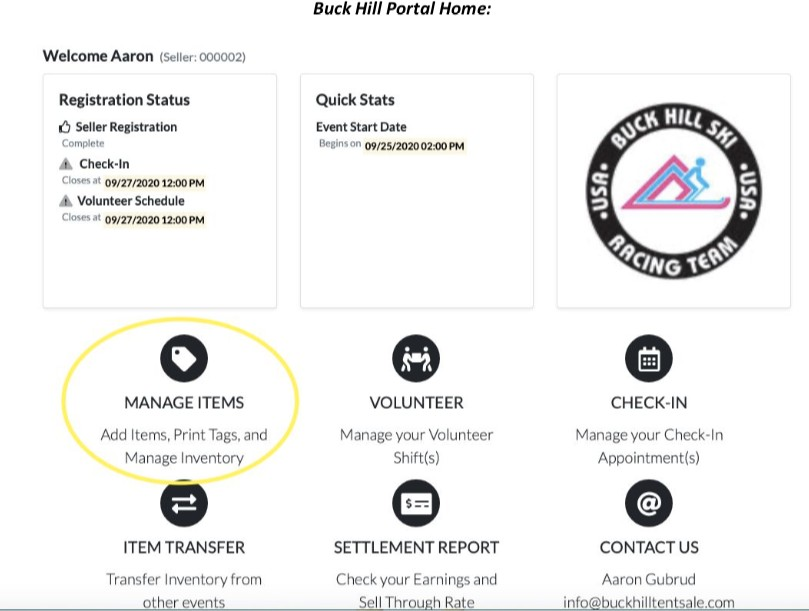 Buck Hill Portal Home:
Welcome Aaron (Seller: 000002)
Registration Status
Seller Registration
Complete
Check-In
Closes at 09/27/2020 12:00 PM
Volunteer Schedule
Closes at 09/27/2020 12:00 PM
Quick Stats
Event Start Date
Begins on 09/25/2020 02:00 PM
BUCK HILL SKI
•USA•
•USA•
RACING TEAM
MANAGE ITEMS
Add Items, Print Tags, and
Manage Inventory
VOLUNTEER
Manage your Volunteer
Shift(s)
CHECK-IN
Manage your Check-In
Appointment(s)
ITEM TRANSFER
Transfer Inventory from
other events
$
SETTLEMENT REPORT
Check your Earnings and
Sell Through Rate
@
CONTACT US
Aaron Gubrud
info@buckhilltentsale.com